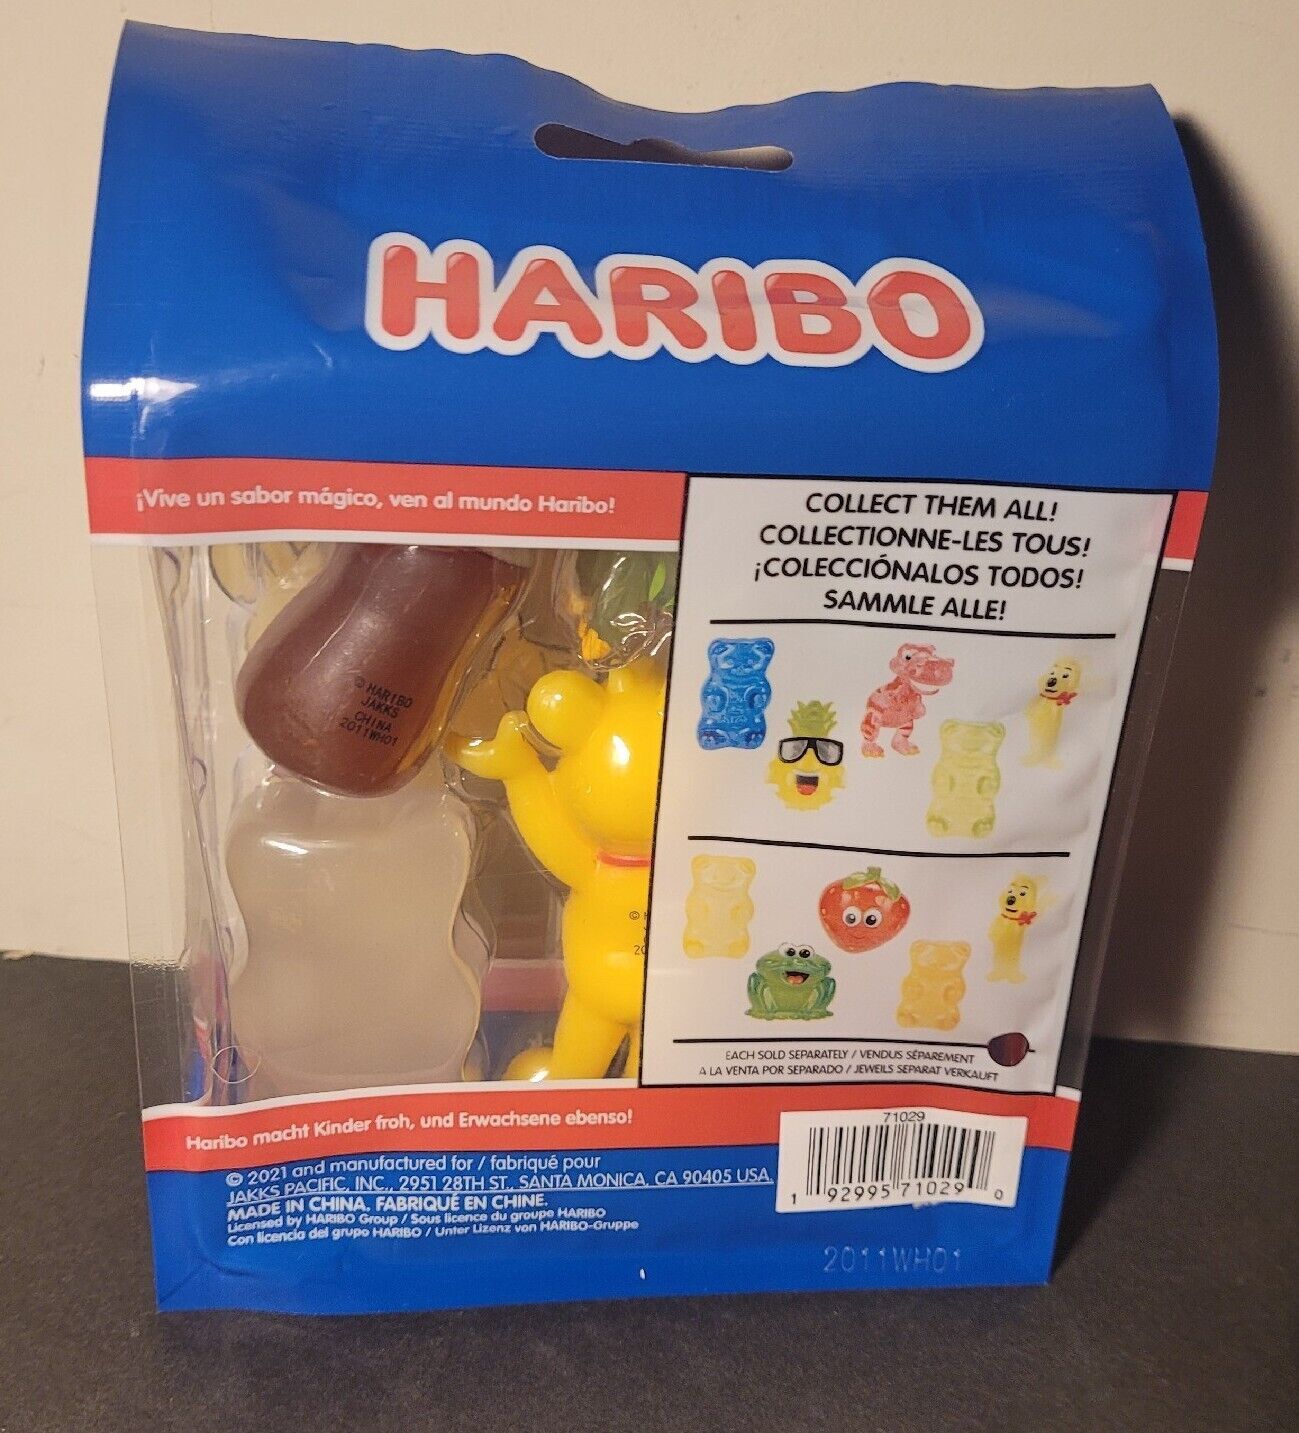 HARIBO
¡Vive un sabor mágico, ven al mundo Haribo!
COLLECT THEM ALL!
COLLECTIONNE-LES TOUS!
¡COLECCIÓNALOS TODOS!
SAMMLE ALLE!
© HARIBO
JAKKS
CHINA
2011WH01
©
20
EACH SOLD SEPARATELY / VENDUS SÉPAREMENT
A LA VENTA POR SEPARADO / JEWEILS SEPARAT VERKAUFT
Haribo macht Kinder froh, und Erwachsene ebenso!
© 2021 and manufactured for / fabriqué pour
JAKKS PACIFIC, INC., 2951 28TH ST., SANTA MONICA, CA 90405 USA.
MADE IN CHINA. FABRIQUÉ EN CHINE.
Licensed by HARIBO Group / Sous licence du groupe HARIBO
Con licencia del grupo HARIBO / Unter Lizenz von HARIBO-Gruppe
71029
1 92995 71029 0
2011WH01